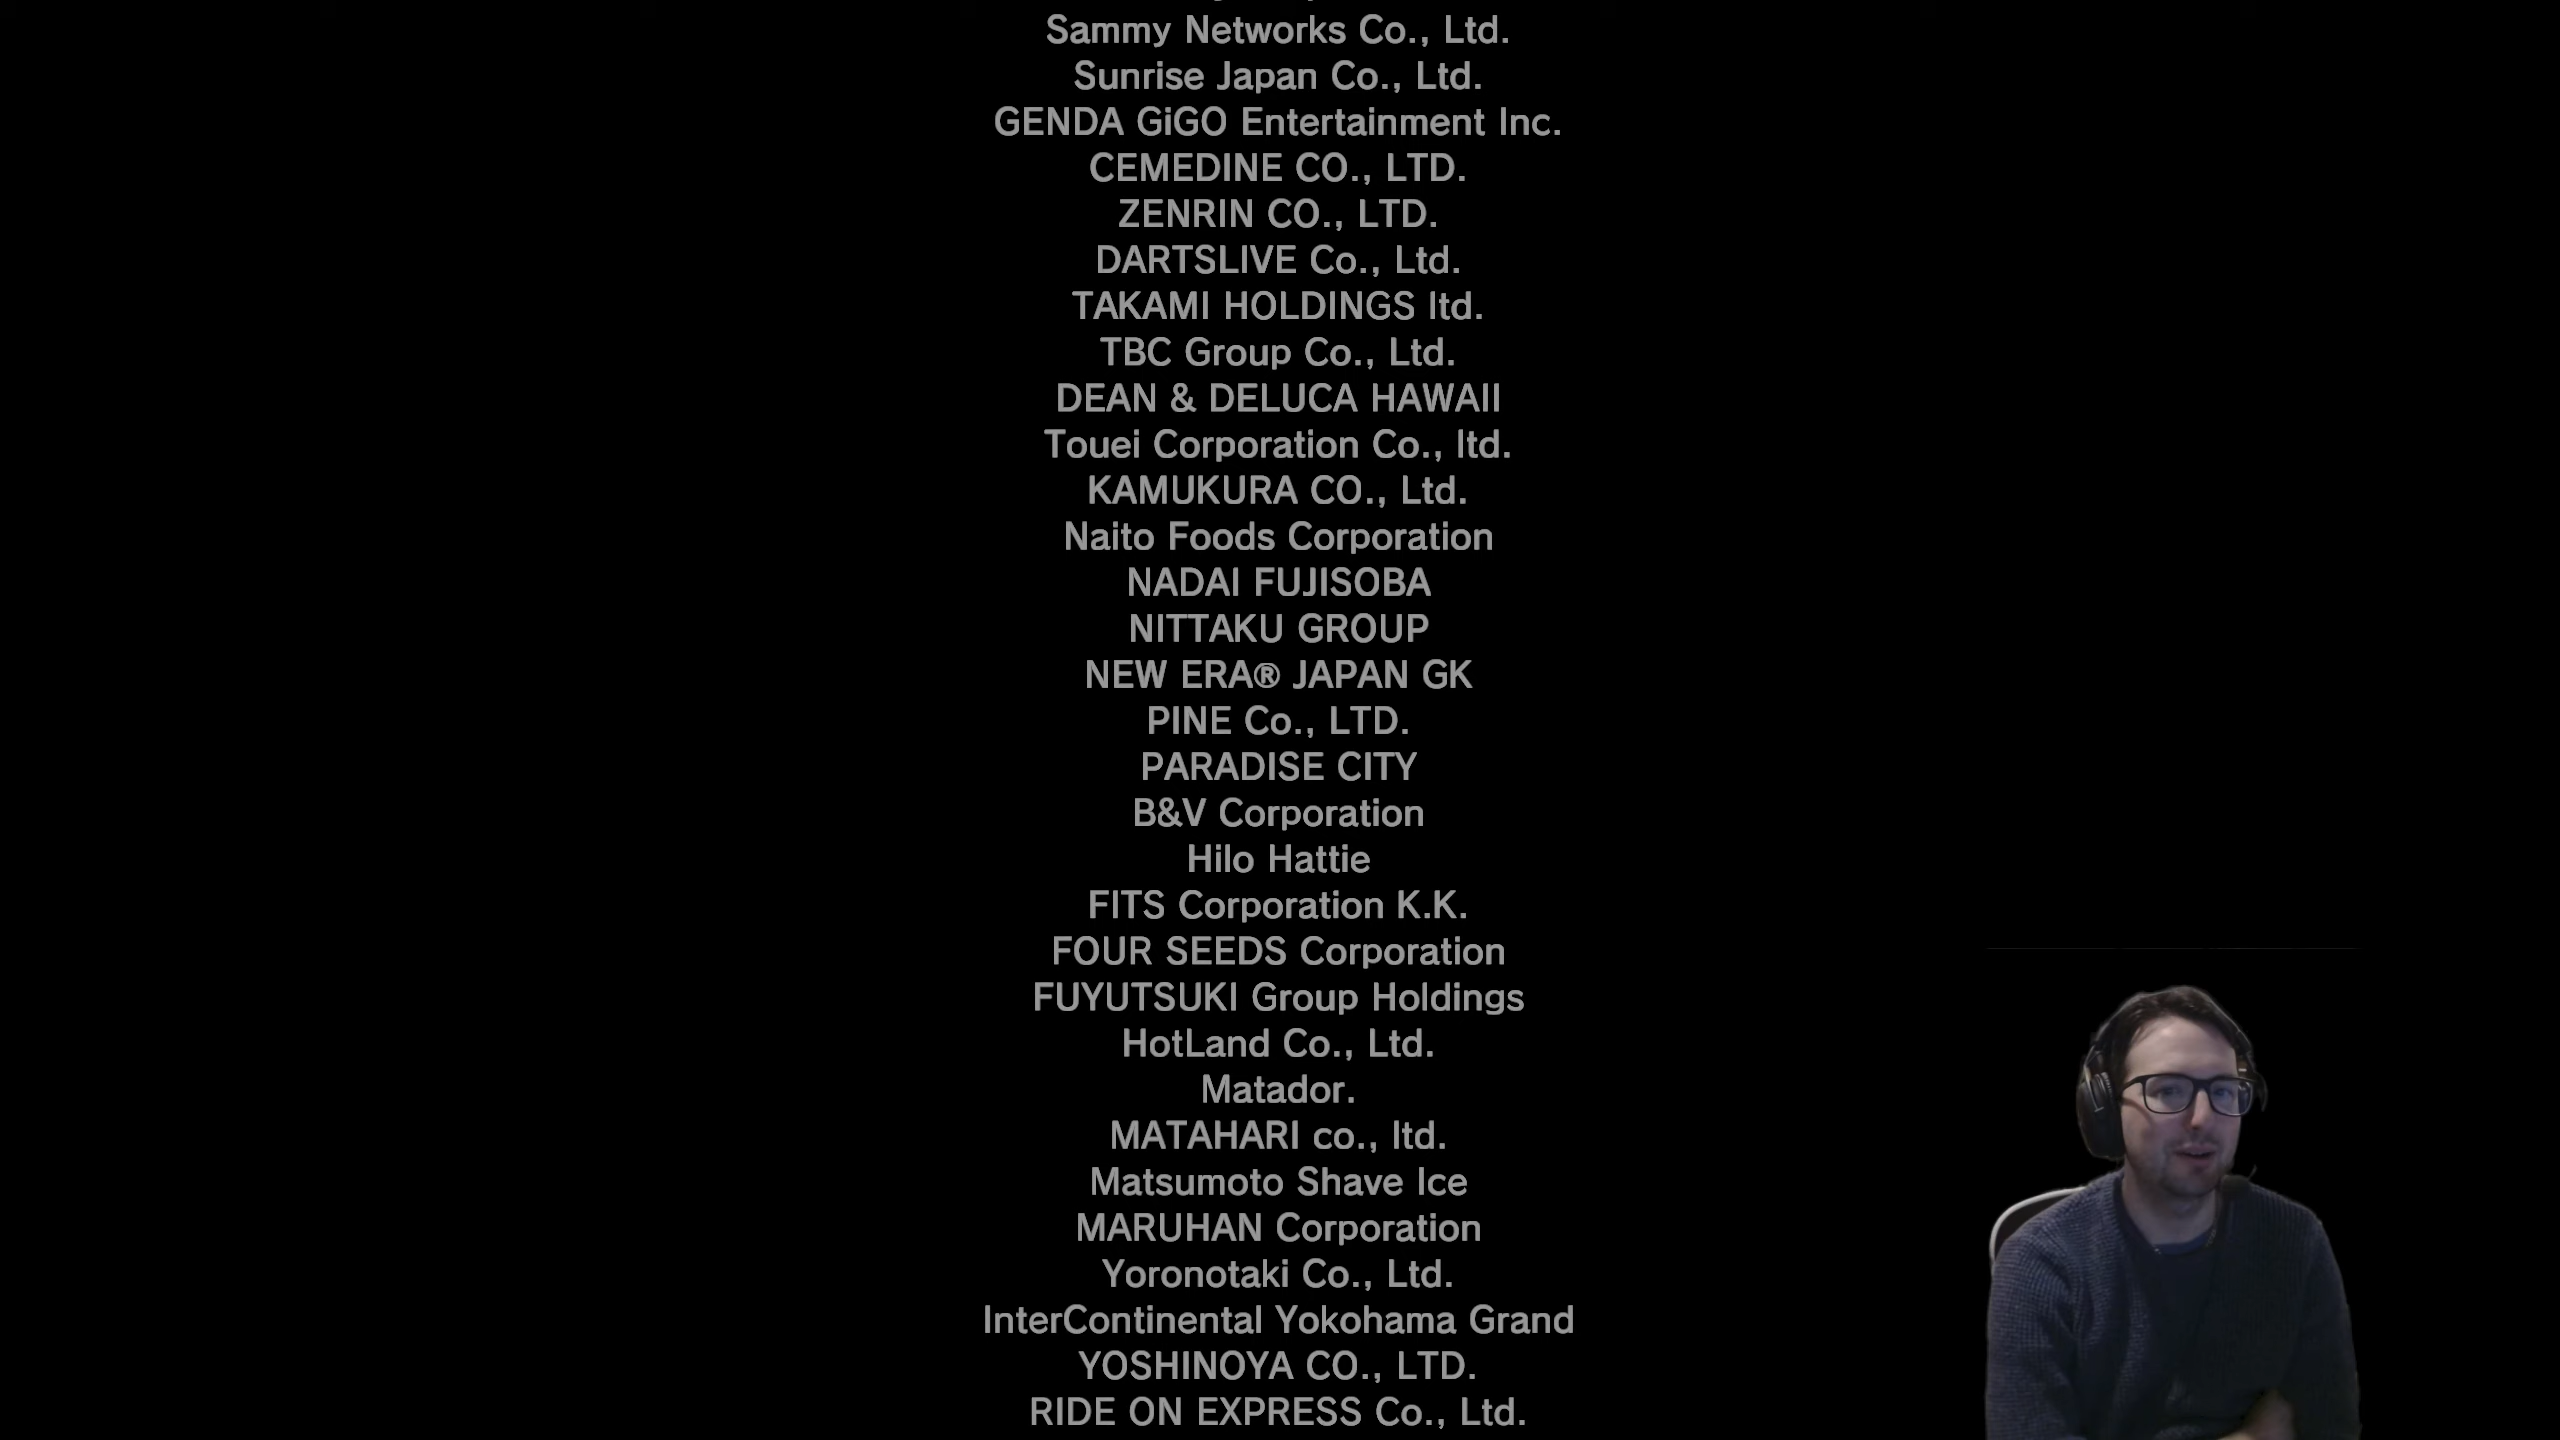 Sammy Networks Co., Ltd.
Sunrise Japan Co., Ltd.
GENDA GiGO Entertainment Inc.
CEMEDINE CO., LTD.
ZENRIN CO., LTD.
DARTSLIVE Co., Ltd.
TAKAMI HOLDINGS ltd.
TBC Group Co., Ltd.
DEAN & DELUCA HAWAII
Touei Corporation Co., ltd.
KAMUKURA CO., Ltd.
Naito Foods Corporation
NADAI FUJISOBA
NITTAKU GROUP
NEW ERA® JAPAN GK
PINE Co., LTD.
PARADISE CITY
B&V Corporation
Hilo Hattie
FITS Corporation K.K.
FOUR SEEDS Corporation
FUYUTSUKI Group Holdings
HotLand Co., Ltd.
Matador.
MATAHARI co., ltd.
Matsumoto Shave Ice
MARUHAN Corporation
Yoronotaki Co., Ltd.
InterContinental Yokohama Grand
YOSHINOYA CO., LTD.
RIDE ON EXPRESS Co., Ltd.